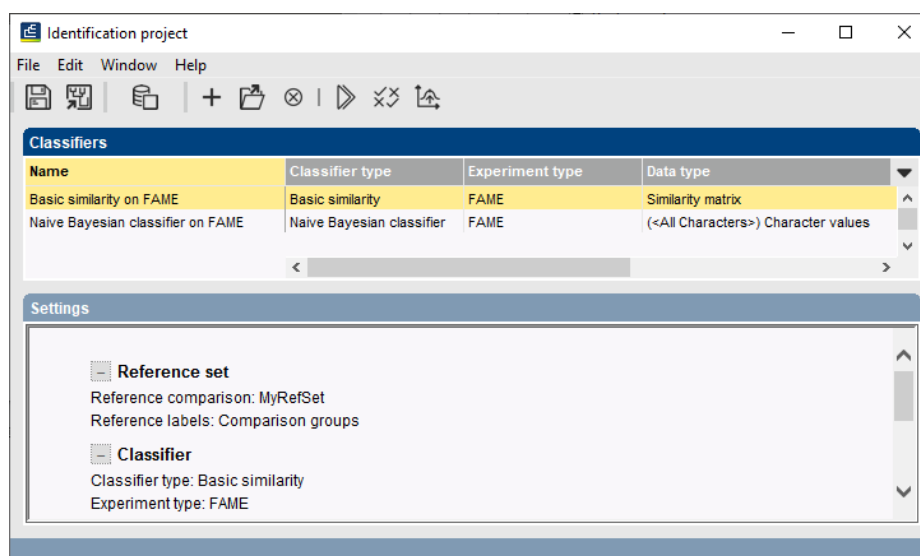 Identification project
File Edit Window Help
Classifiers
Name Classifier type Experiment type Data type
Basic similarity on FAME Basic similarity FAME Similarity matrix
Naive Bayesian classifier on FAME Naive Bayesian classifier FAME (<All Characters>) Character values
Settings
Reference set
Reference comparison: MyRefSet
Reference labels: Comparison groups
Classifier
Classifier type: Basic similarity
Experiment type: FAME